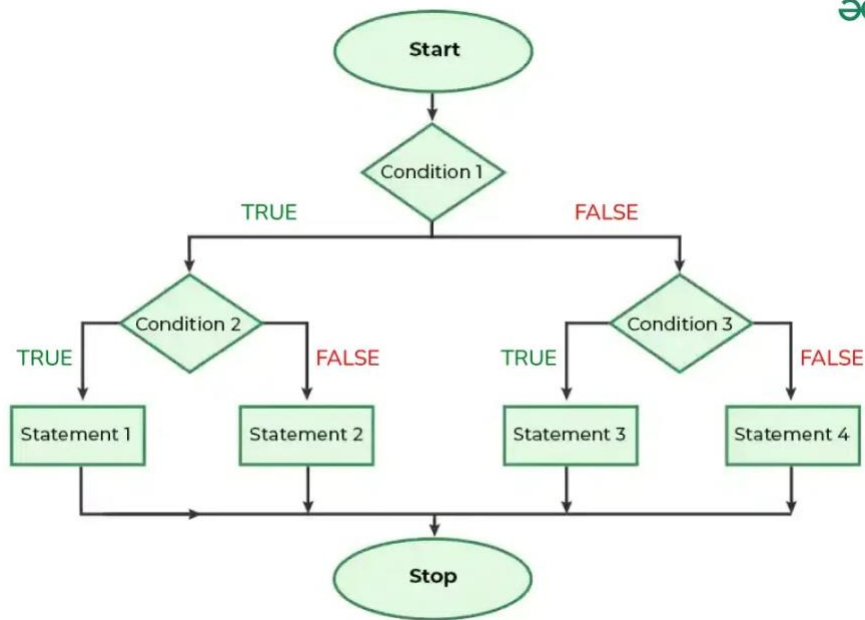 Start
Condition 1
TRUE
FALSE
Condition 2
Condition 3
TRUE
FALSE
TRUE
FALSE
Statement 1
Statement 2
Statement 3
Statement 4
Stop